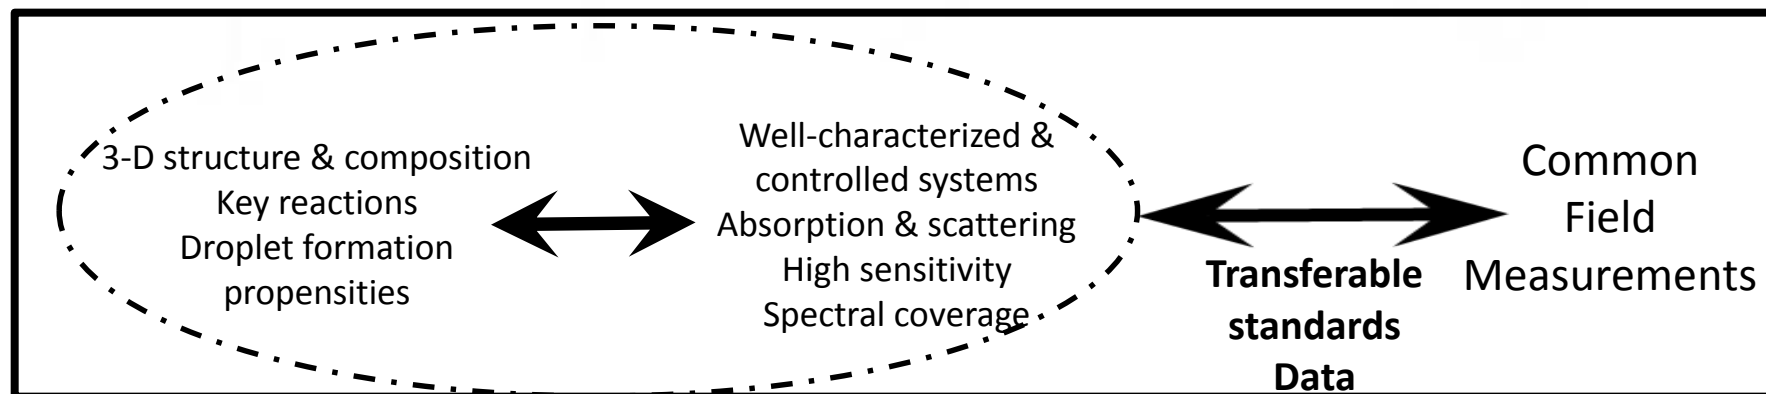 3-D structure & composition
Key reactions
Droplet formation
propensities
Well-characterized &
controlled systems
Absorption & scattering
High sensitivity
Spectral coverage
Transferable
standards
Data
Common
Field
Measurements